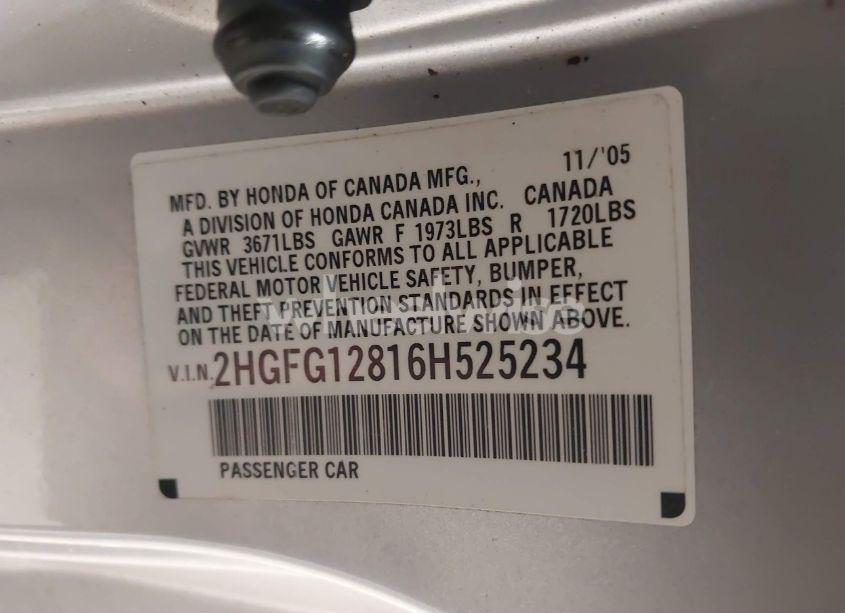 11/'05
MFD. BY HONDA OF CANADA MFG.,
A DIVISION OF HONDA CANADA INC. CANADA
GVWR 3671LBS GAWR F 1973LBS R 1720LBS
THIS VEHICLE CONFORMS TO ALL APPLICABLE
FEDERAL MOTOR VEHICLE SAFETY, BUMPER,
AND THEFT PREVENTION STANDARDS IN EFFECT
ON THE DATE OF MANUFACTURE SHOWN ABOVE.
V.I.N. 2HGFG12816H525234
PASSENGER CAR